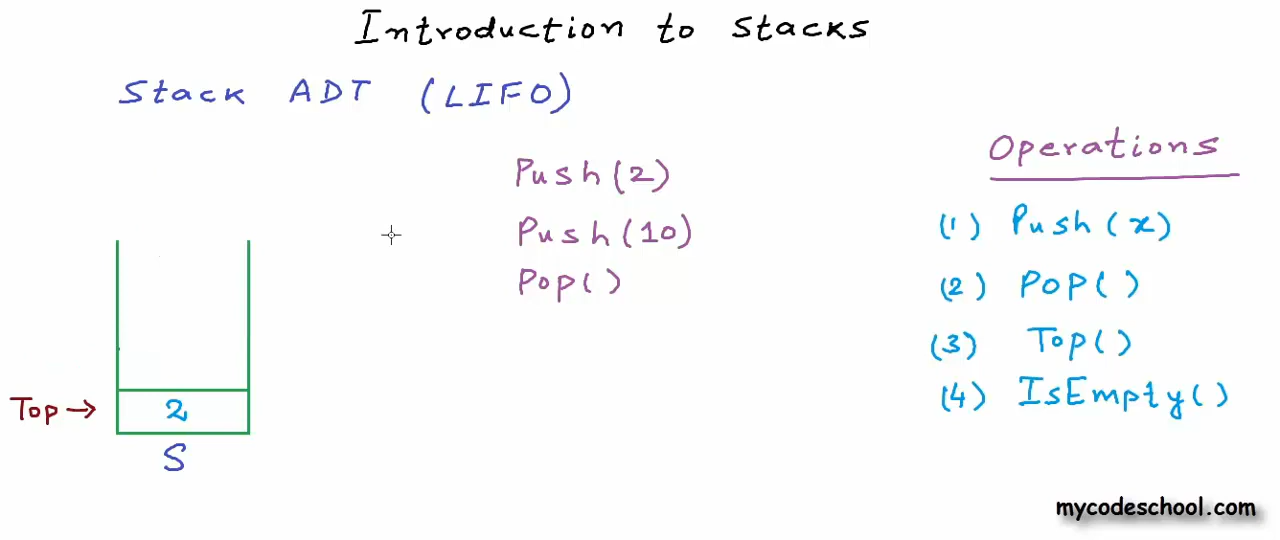 Introduction to Stacks
Stack ADT (LIFO)
Push(2)
Push(10)
Pop()
Operations
(1) Push(x)
(2) Pop()
(3) Top()
(4) IsEmpty()
Top→ 2
S
mycodeschool.com